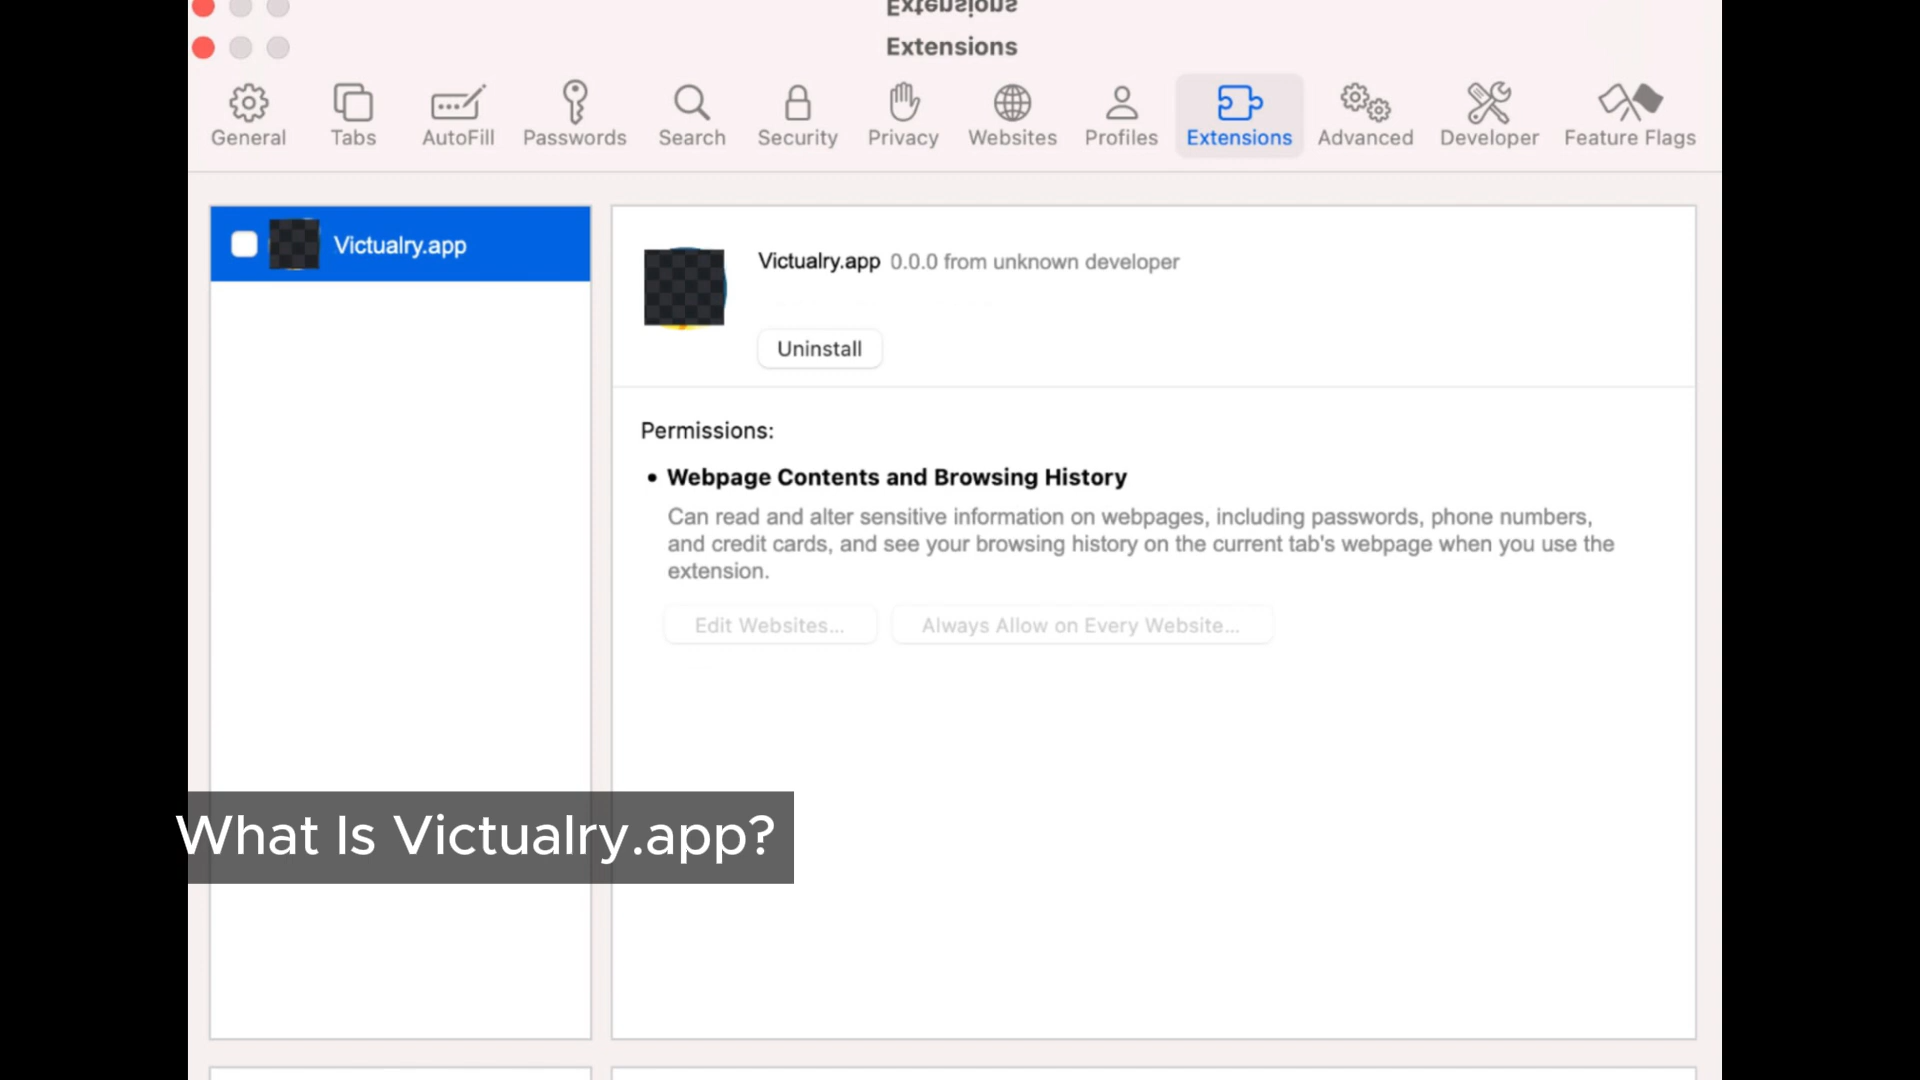 Extensions
Extensions
General Tabs AutoFill Passwords Search Security Privacy Websites Profiles Extensions Advanced Developer Feature Flags
Victualry.app
Victualry.app 0.0.0 from unknown developer
Uninstall
Permissions:
• Webpage Contents and Browsing History
Can read and alter sensitive information on webpages, including passwords, phone numbers,
and credit cards, and see your browsing history on the current tab's webpage when you use the
extension.
Edit Websites... Always Allow on Every Website...
What Is Victualry.app?